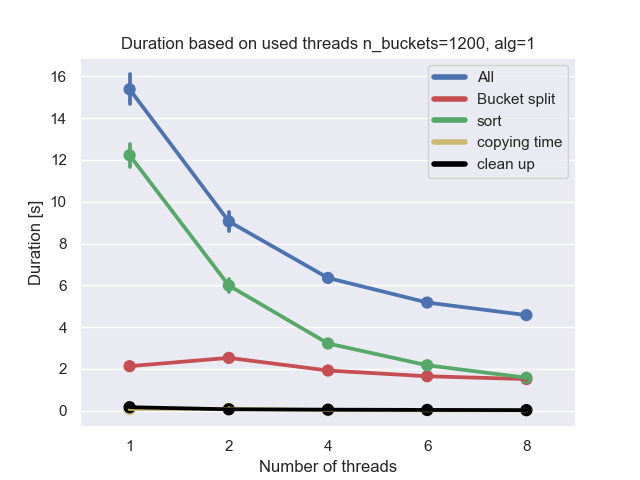 Duration based on used threads n_buckets=1200, alg=1
All
Bucket split
sort
copying time
clean up
16
14
12
10
8
6
4
2
0
Duration [s]
1 2 4 6 8
Number of threads